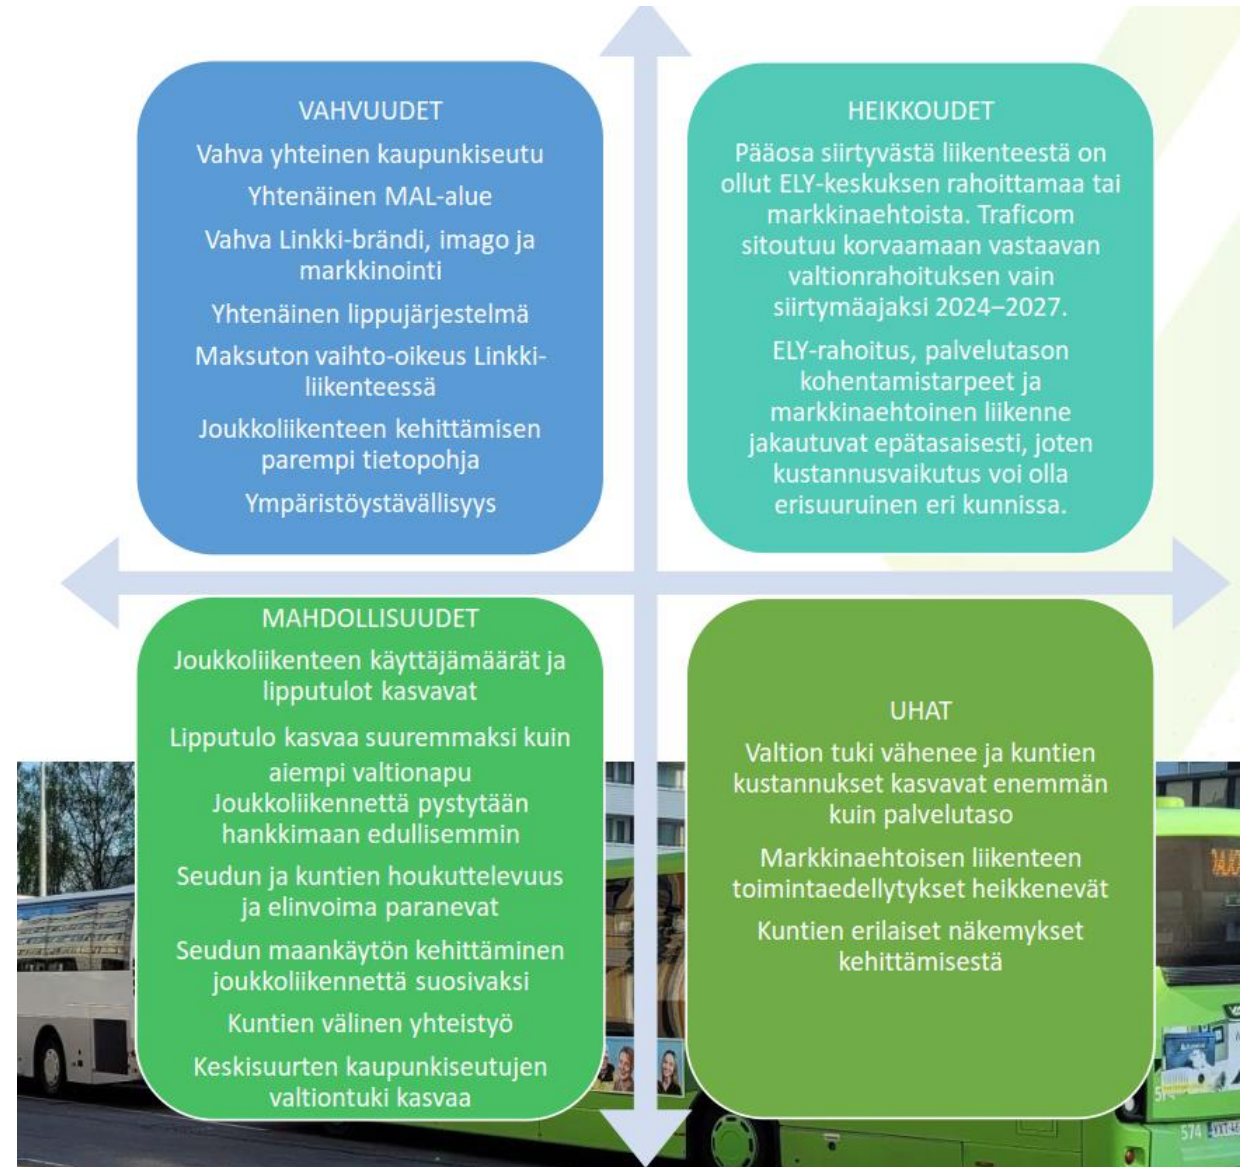 VAHVUUDET
Vahva yhteinen kaupunkiseutu
Yhtenäinen MAL-alue
Vahva Linkki-brändi, imago ja
markkinointi
Yhtenäinen lippujärjestelmä
Maksuton vaihto-oikeus Linkki-
liikenteessä
Joukkoliikenteen kehittämisen
parempi tietopohja
Ympäristöystävällisyys
HEIKKOUDET
Pääosa siirtyvästä liikenteestä on
ollut ELY-keskuksen rahoittamaa tai
markkinaehtoista. Traficom
sitoutuu korvaamaan vastaavan
valtionrahoituksen vain
siirtymäajaksi 2024–2027.
ELY-rahoitus, palvelutason
kohentamistarpeet ja
markkinaehtoinen liikenne
jakautuvat epätasaisesti, joten
kustannusvaikutus voi olla
erisuuruinen eri kunnissa.
MAHDOLLISUUDET
Joukkoliikenteen käyttäjämäärät ja
lipputulot kasvavat
Lipputulo kasvaa suuremmaksi kuin
aiempi valtionapu
Joukkoliikennettä pystytään
hankkimaan edullisemmin
Seudun ja kuntien houkuttelevuus
ja elinvoima paranevat
Seudun maankäytön kehittäminen
joukkoliikennettä suosivaksi
Kuntien välinen yhteistyö
Keskisuurten kaupunkiseutujen
valtiontuki kasvaa
UHAT
Valtion tuki vähenee ja kuntien
kustannukset kasvavat enemmän
kuin palvelutaso
Markkinaehtoisen liikenteen
toimintaedellytykset heikkenevät
Kuntien erilaiset näkemykset
kehittämisestä
574